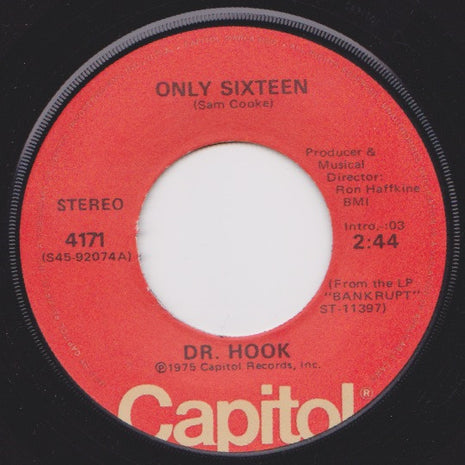 ONLY SIXTEEN
(Sam Cooke)
Producer &
Musical
Director:
Ron Haffkine
BMI
STEREO
4171
(S45-92074A)
Intro.-:03
2:44
(From the LP
"BANKRUPT"
ST-11397)
DR. HOOK
℗1975 Capitol Records, Inc.
Capitol®